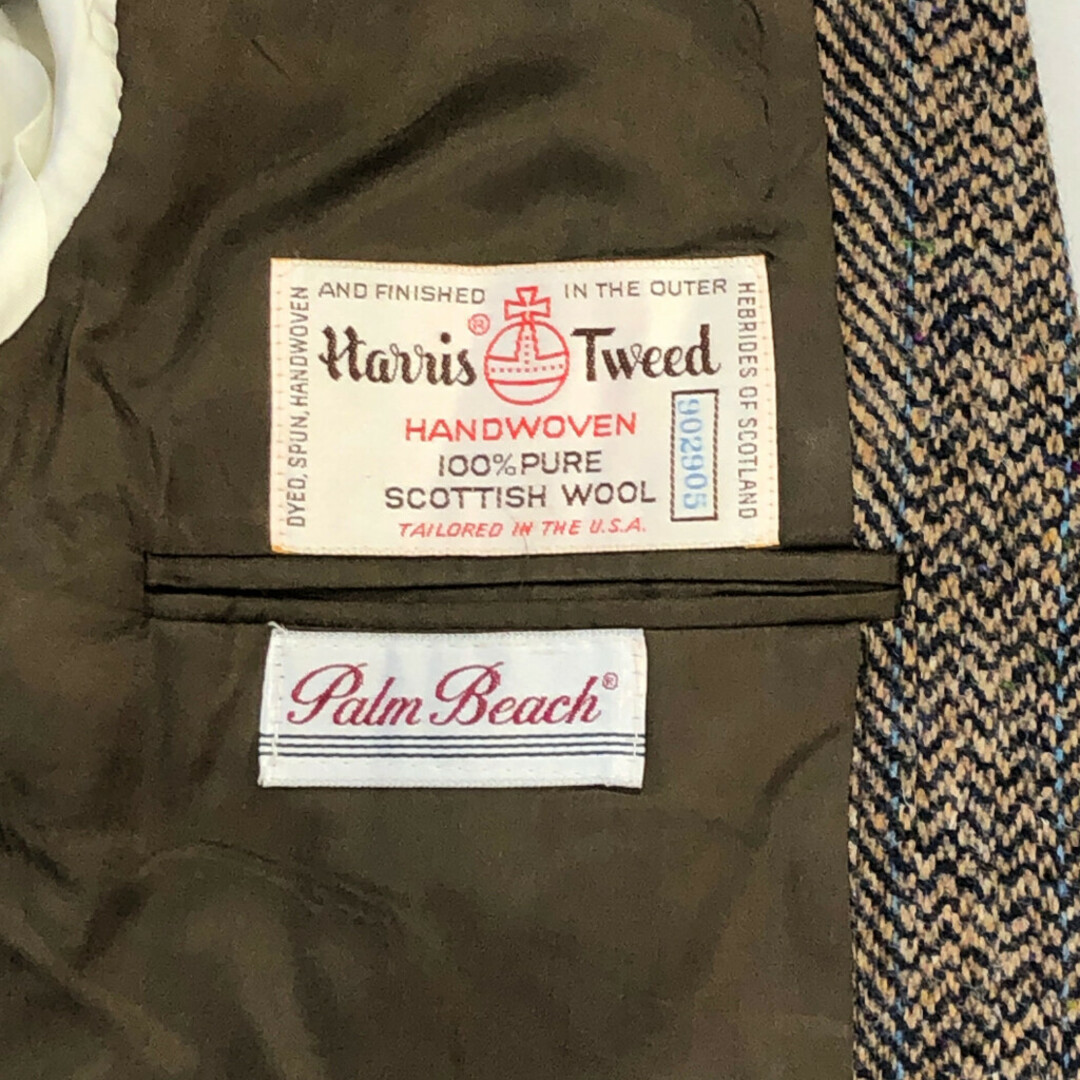 DYED, SPUN, HANDWOVEN
AND FINISHED IN THE OUTER
HEBRIDES OF SCOTLAND
Harris® Tweed
HANDWOVEN
100% PURE
SCOTTISH WOOL
902905
TAILORED IN THE U.S.A.
Palm Beach®